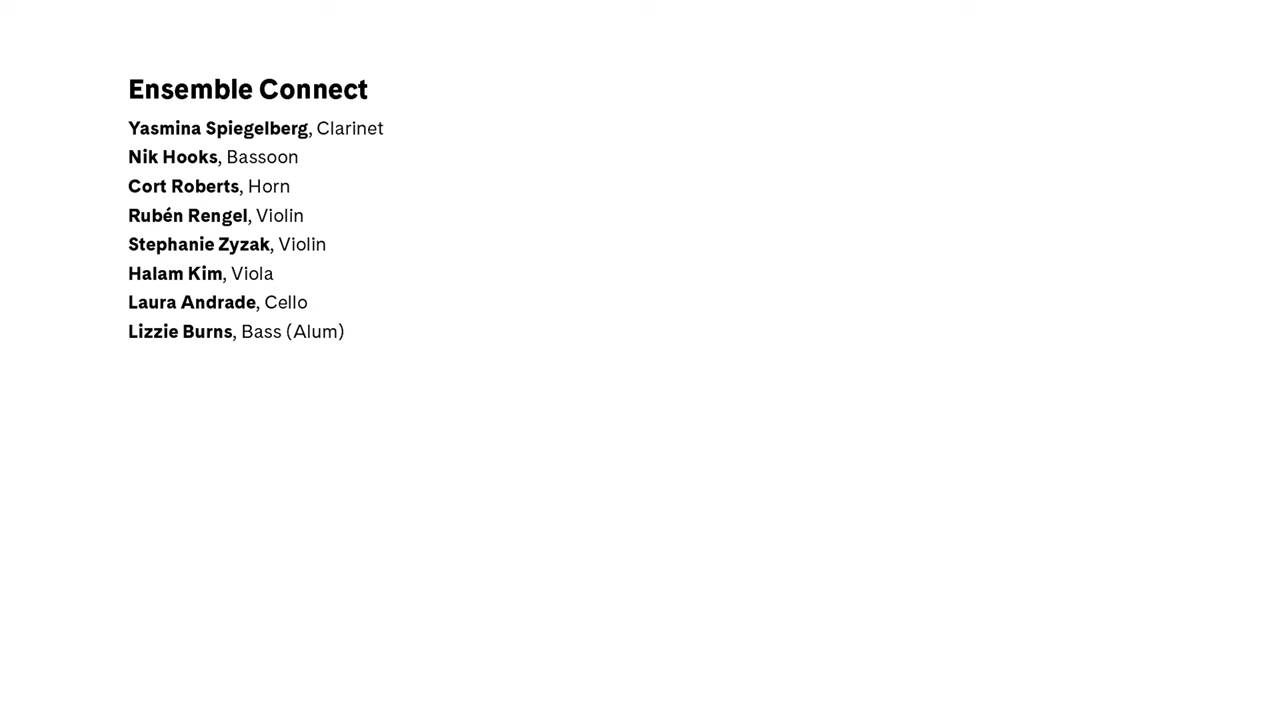 Ensemble Connect
Yasmina Spiegelberg, Clarinet
Nik Hooks, Bassoon
Cort Roberts, Horn
Rubén Rengel, Violin
Stephanie Zyzak, Violin
Halam Kim, Viola
Laura Andrade, Cello
Lizzie Burns, Bass (Alum)